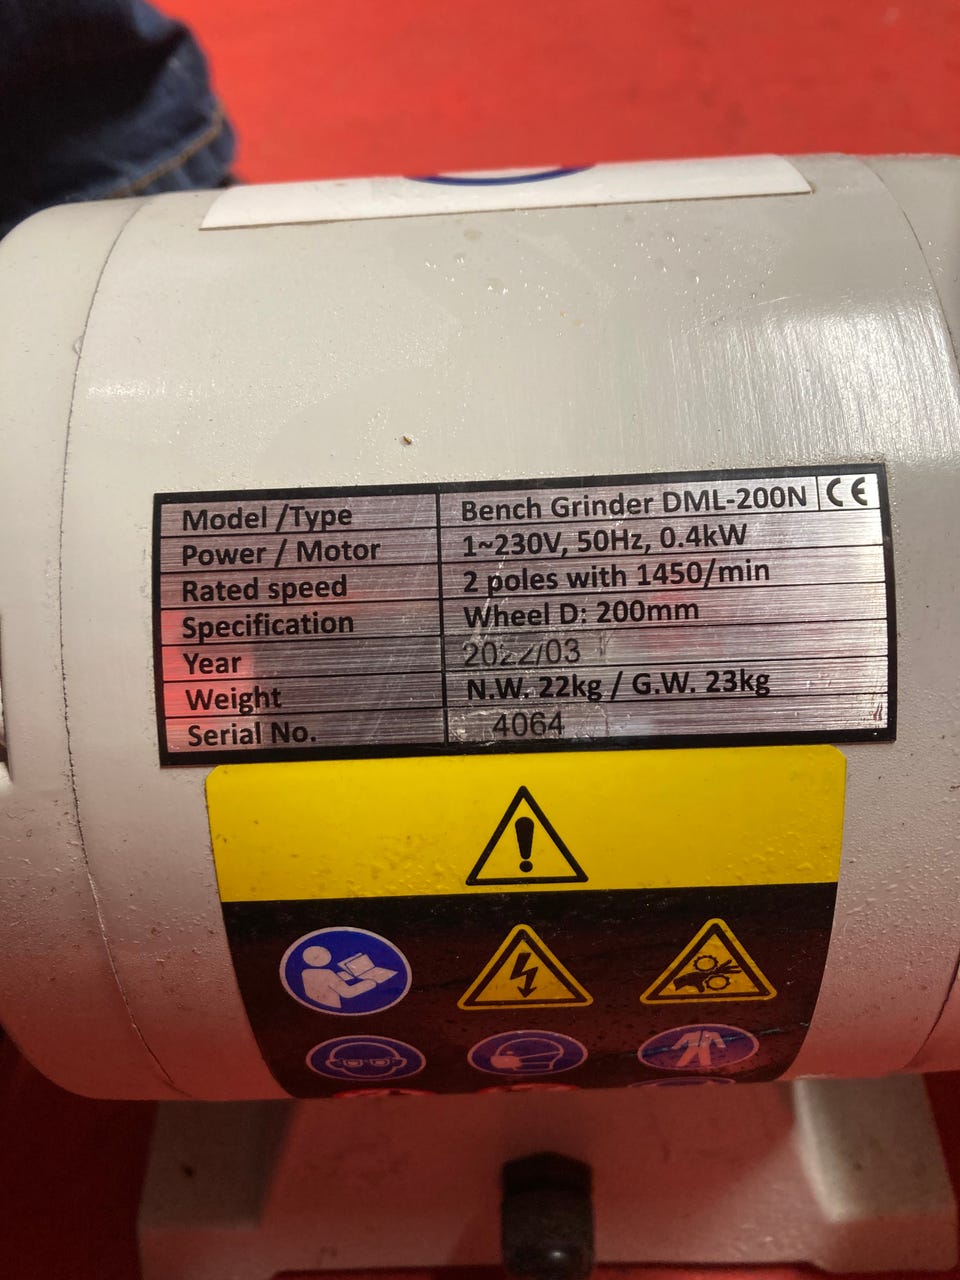 Model /Type Bench Grinder DML-200N CE
Power / Motor 1~230V, 50Hz, 0.4kW
Rated speed 2 poles with 1450/min
Specification Wheel D: 200mm
Year 2022/03
Weight N.W. 22kg / G.W. 23kg
Serial No. 4064